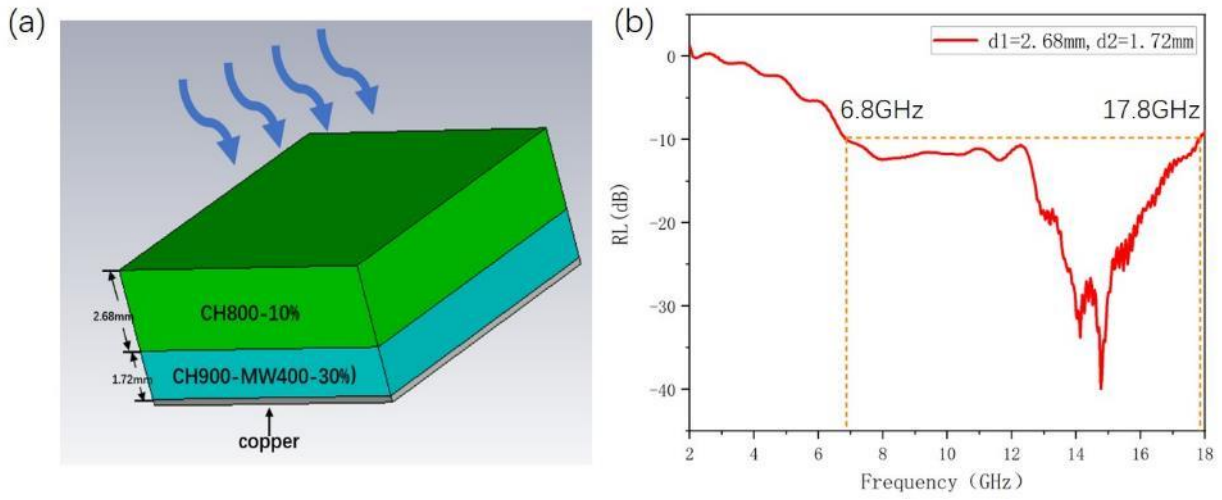 (a)
CH800-10%
2.68mm
CH900-MW400-30%)
1.72mm
copper
(b)
d1=2.68mm, d2=1.72mm
6.8GHz
17.8GHz
0
-10
-20
-30
-40
RL(dB)
2 4 6 8 10 12 14 16 18
Frequency (GHz)